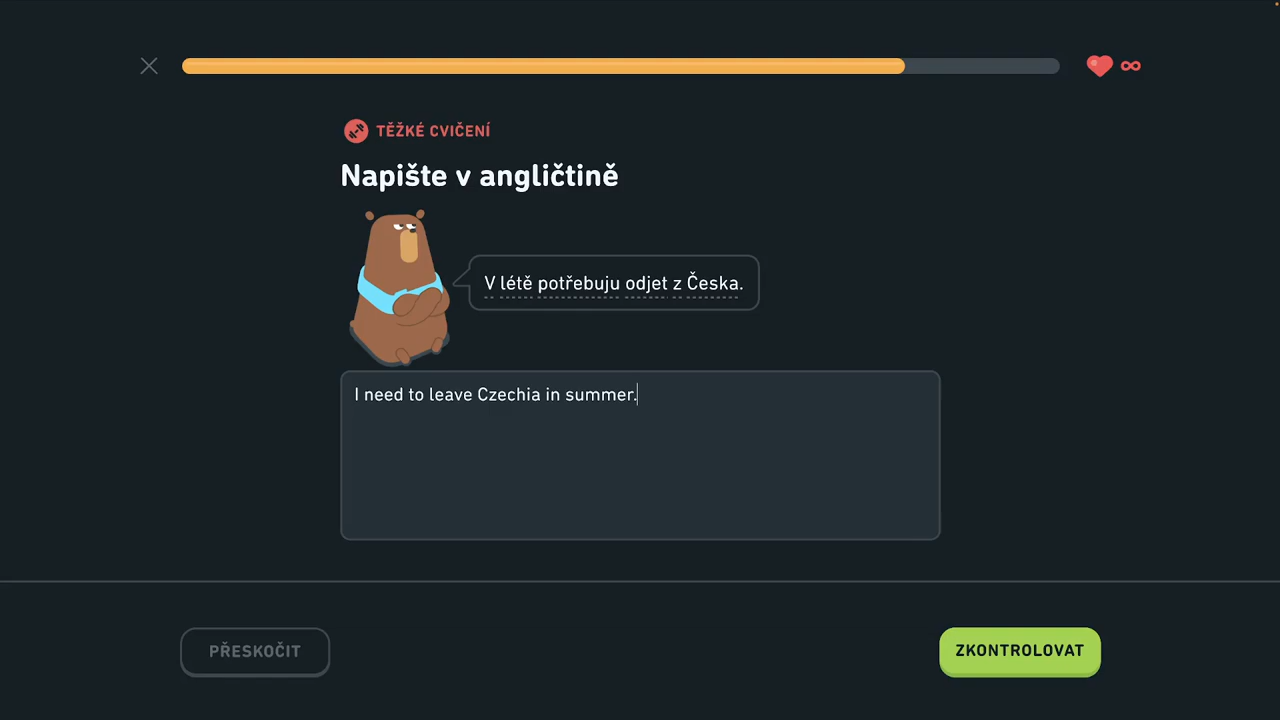 ∞
TĚŽKÉ CVIČENÍ
Napište v angličtině
V létě potřebuju odjet z Česka.
I need to leave Czechia in summer.
PŘESKOČIT
ZKONTROLOVAT